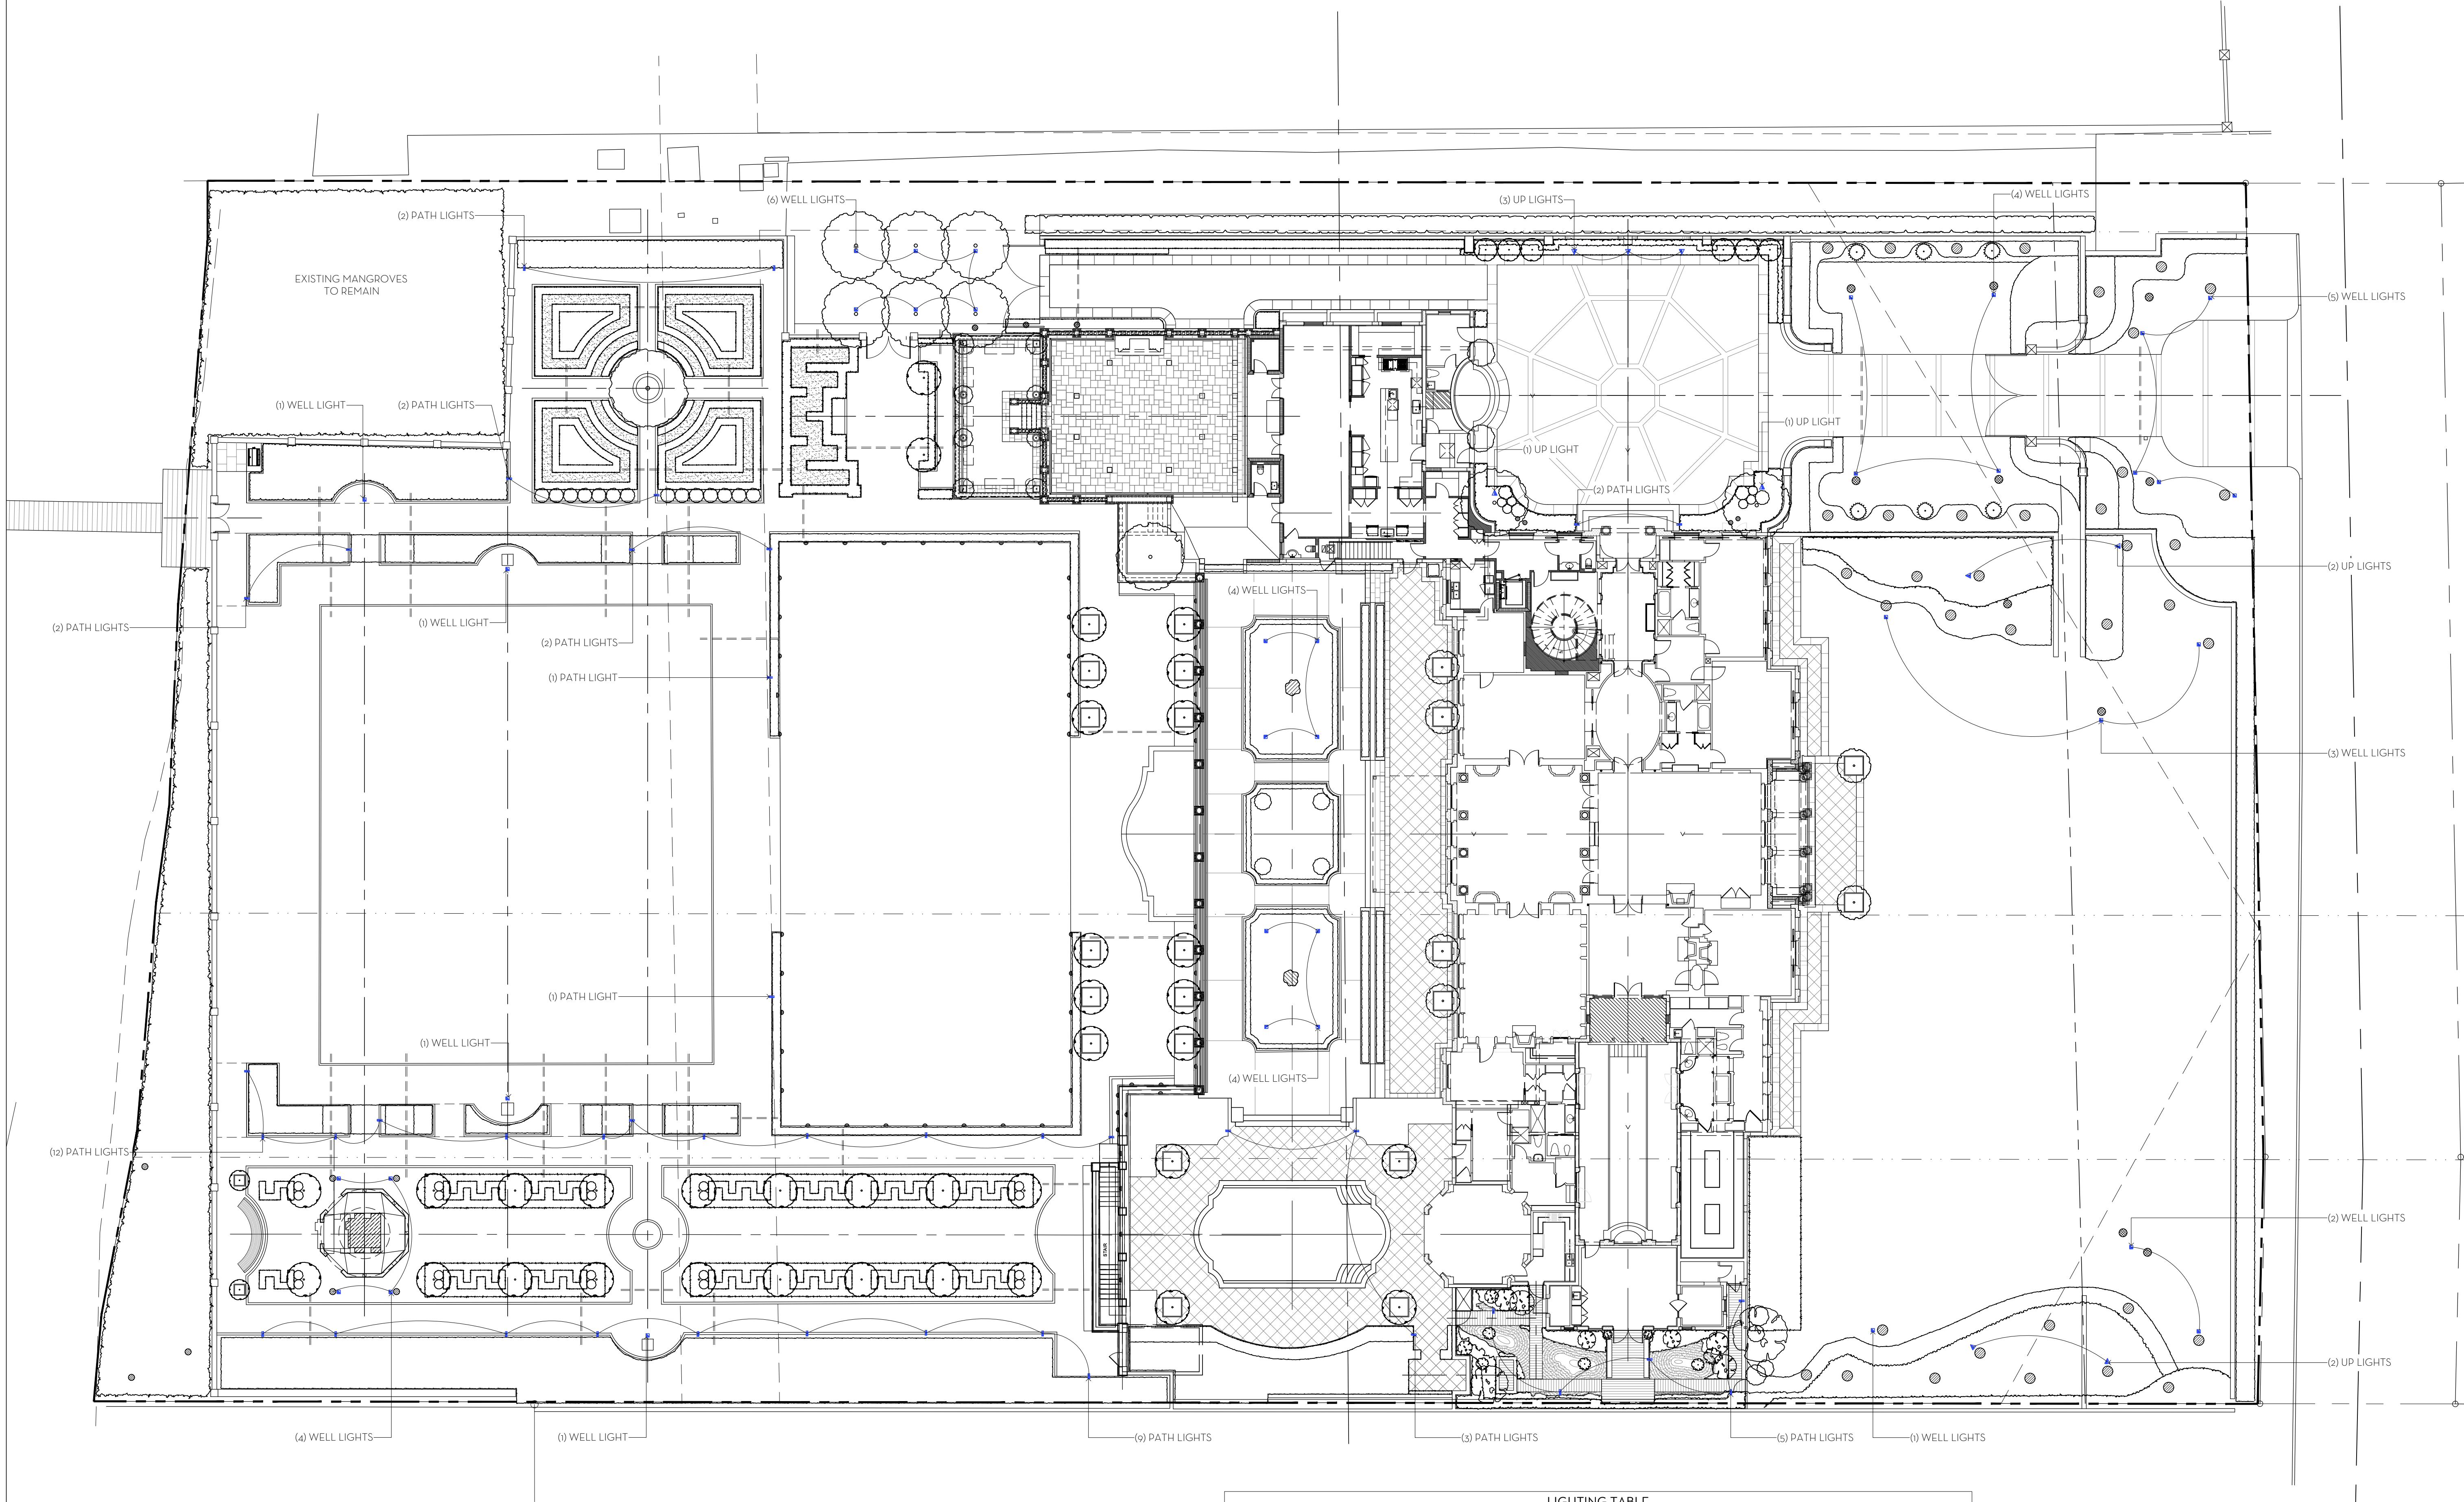 (4) WELL LIGHTS
(6) WELL LIGHTS
(3) UP LIGHTS
(2) PATH LIGHTS
EXISTING MANGROVES
TO REMAIN
(5) WELL LIGHTS
(1) WELL LIGHT
(2) PATH LIGHTS
(1) UP LIGHT
(1) UP LIGHT
(2) PATH LIGHTS
(2) UP LIGHTS
(4) WELL LIGHTS
(1) WELL LIGHT
(2) PATH LIGHTS
(2) PATH LIGHTS
(1) PATH LIGHT
(3) WELL LIGHTS
(1) PATH LIGHT
(1) WELL LIGHT
(4) WELL LIGHTS
(12) PATH LIGHTS
(2) WELL LIGHTS
STAIR
(2) UP LIGHTS
(4) WELL LIGHTS
(1) WELL LIGHT
(9) PATH LIGHTS
(3) PATH LIGHTS
(5) PATH LIGHTS
(1) WELL LIGHTS
LIGHTING TABLE